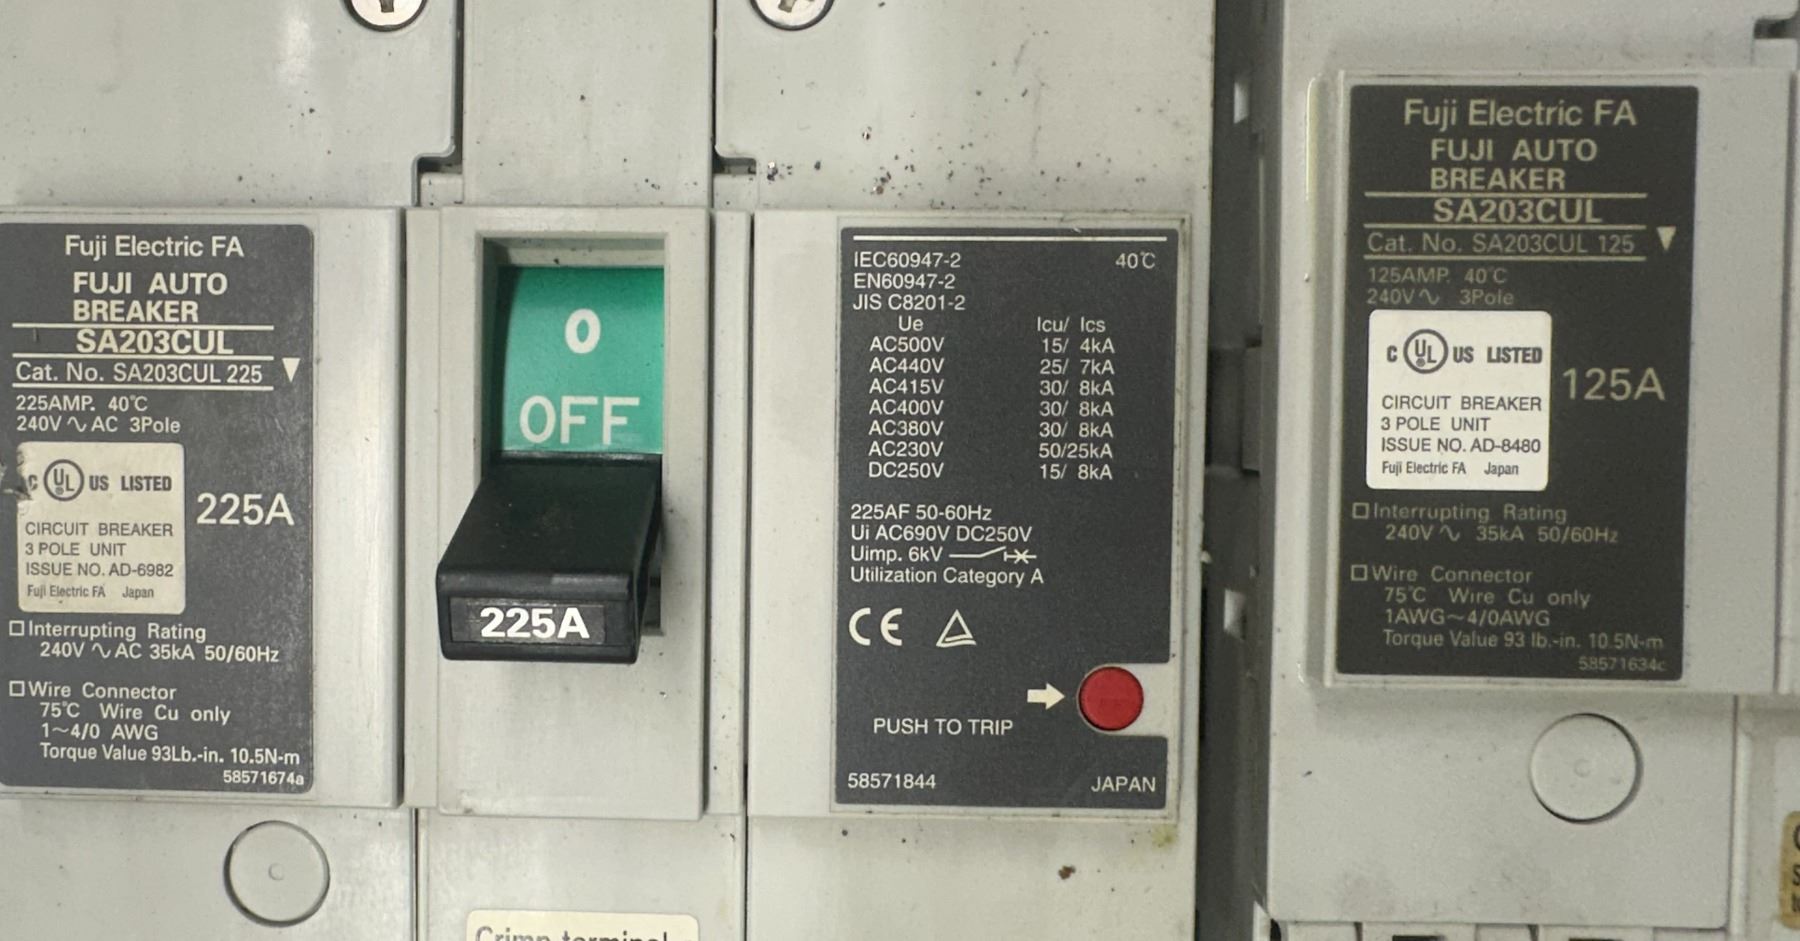 Fuji Electric FA
FUJI AUTO
BREAKER
SA203CUL
Cat. No. SA203CUL 225
225AMP. 40℃
240V ∿ AC 3Pole
C UL US LISTED
225A
CIRCUIT BREAKER
3 POLE UNIT
ISSUE NO. AD-6982
Fuji Electric FA Japan
Interrupting Rating
240V ∿ AC 35kA 50/60Hz
Wire Connector
75℃ Wire Cu only
1~4/0 AWG
Torque Value 93Lb.-in. 10.5N-m
58571674a
O
OFF
225A
Crimp terminal
IEC60947-2 40℃
EN60947-2
JIS C8201-2
Ue Icu/ Ics
AC500V 15/ 4kA
AC440V 25/ 7kA
AC415V 30/ 8kA
AC400V 30/ 8kA
AC380V 30/ 8kA
AC230V 50/25kA
DC250V 15/ 8kA
225AF 50-60Hz
Ui AC690V DC250V
Uimp. 6kV
Utilization Category A
CE
PUSH TO TRIP
58571844 JAPAN
Fuji Electric FA
FUJI AUTO
BREAKER
SA203CUL
Cat. No. SA203CUL 125
125AMP. 40℃
240V ∿ 3Pole
C UL US LISTED
125A
CIRCUIT BREAKER
3 POLE UNIT
ISSUE NO. AD-8480
Fuji Electric FA Japan
Interrupting Rating
240V ∿ 35kA 50/60Hz
Wire Connector
75℃ Wire Cu only
1AWG~4/0AWG
Torque Value 93 lb.-in. 10.5N-m
58571634c